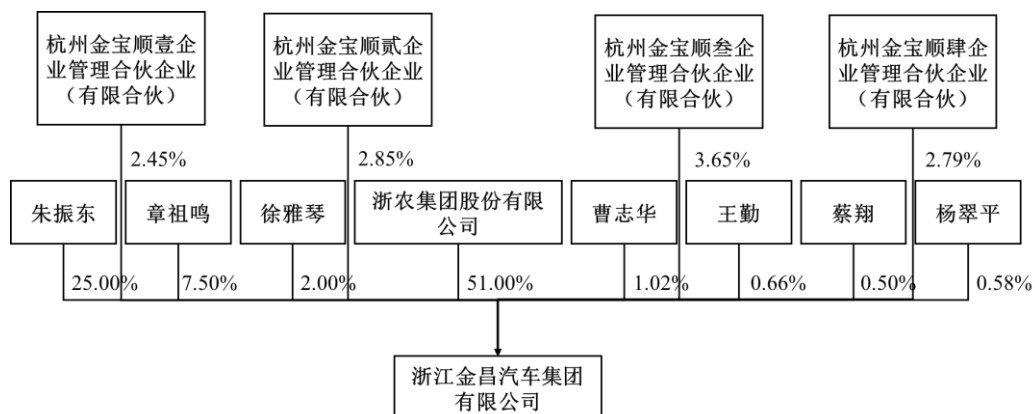 杭州金宝顺壹企
业管理合伙企业
（有限合伙）
杭州金宝顺贰企
业管理合伙企业
（有限合伙）
杭州金宝顺叁企
业管理合伙企业
（有限合伙）
杭州金宝顺肆企
业管理合伙企业
（有限合伙）
2.45%
2.85%
3.65%
2.79%
朱振东
章祖鸣
徐雅琴
浙农集团股份有限
公司
曹志华
王勤
蔡翔
杨翠平
25.00%
7.50%
2.00%
51.00%
1.02%
0.66%
0.50%
0.58%
浙江金昌汽车集团
有限公司